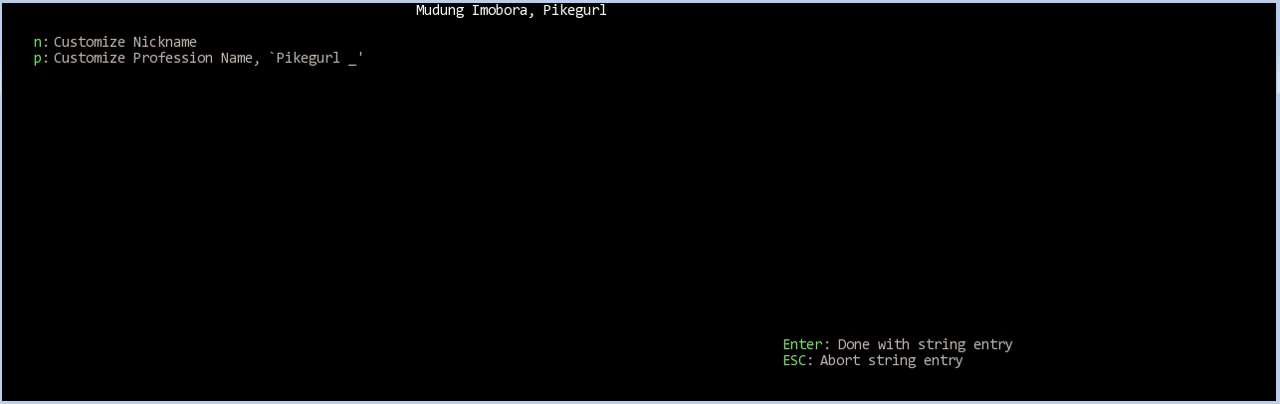 Mudung Imobora, Pikegurl
n: Customize Nickname
p: Customize Profession Name, `Pikegurl _'
Enter: Done with string entry
ESC: Abort string entry